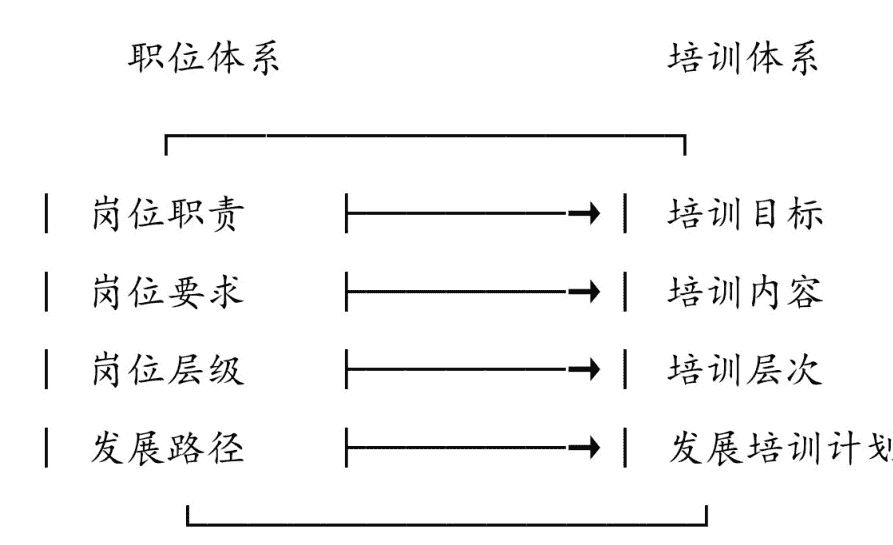 职位体系 培训体系
岗位职责 培训目标
岗位要求 培训内容
岗位层级 培训层次
发展路径 发展培训计划